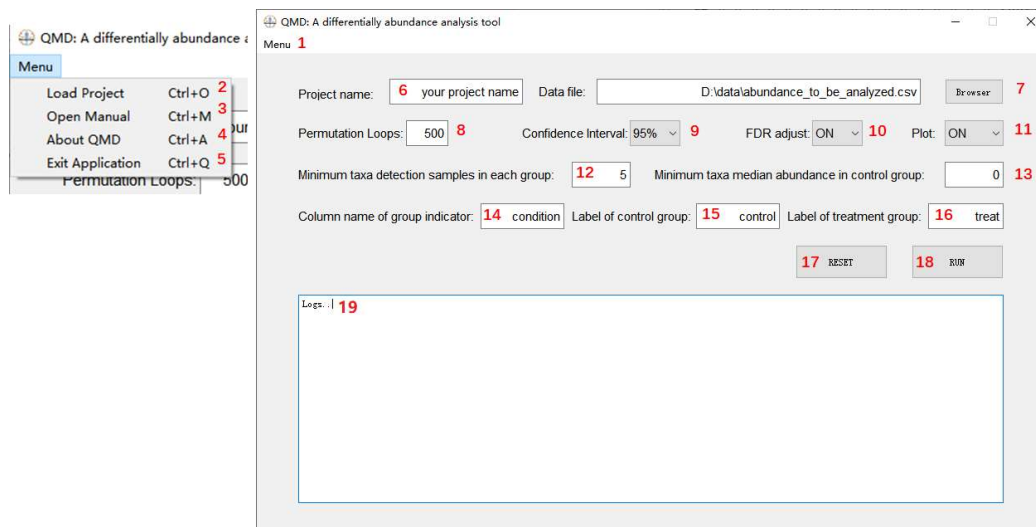 QMD: A differentially abundance a
Menu
Load Project Ctrl+O 2
Open Manual Ctrl+M 3
About QMD Ctrl+A 4
Exit Application Ctrl+Q 5
Permutation Loops: 500
QMD: A differentially abundance analysis tool
Menu 1
Project name: 6 your project name Data file: D:\data\abundance_to_be_analyzed.csv Browser 7
Permutation Loops: 500 8 Confidence Interval: 95% 9 FDR adjust: ON 10 Plot: ON 11
Minimum taxa detection samples in each group: 12 5 Minimum taxa median abundance in control group: 0 13
Column name of group indicator: 14 condition Label of control group: 15 control Label of treatment group: 16 treat
17 RESET 18 RUN
Logs.. 19